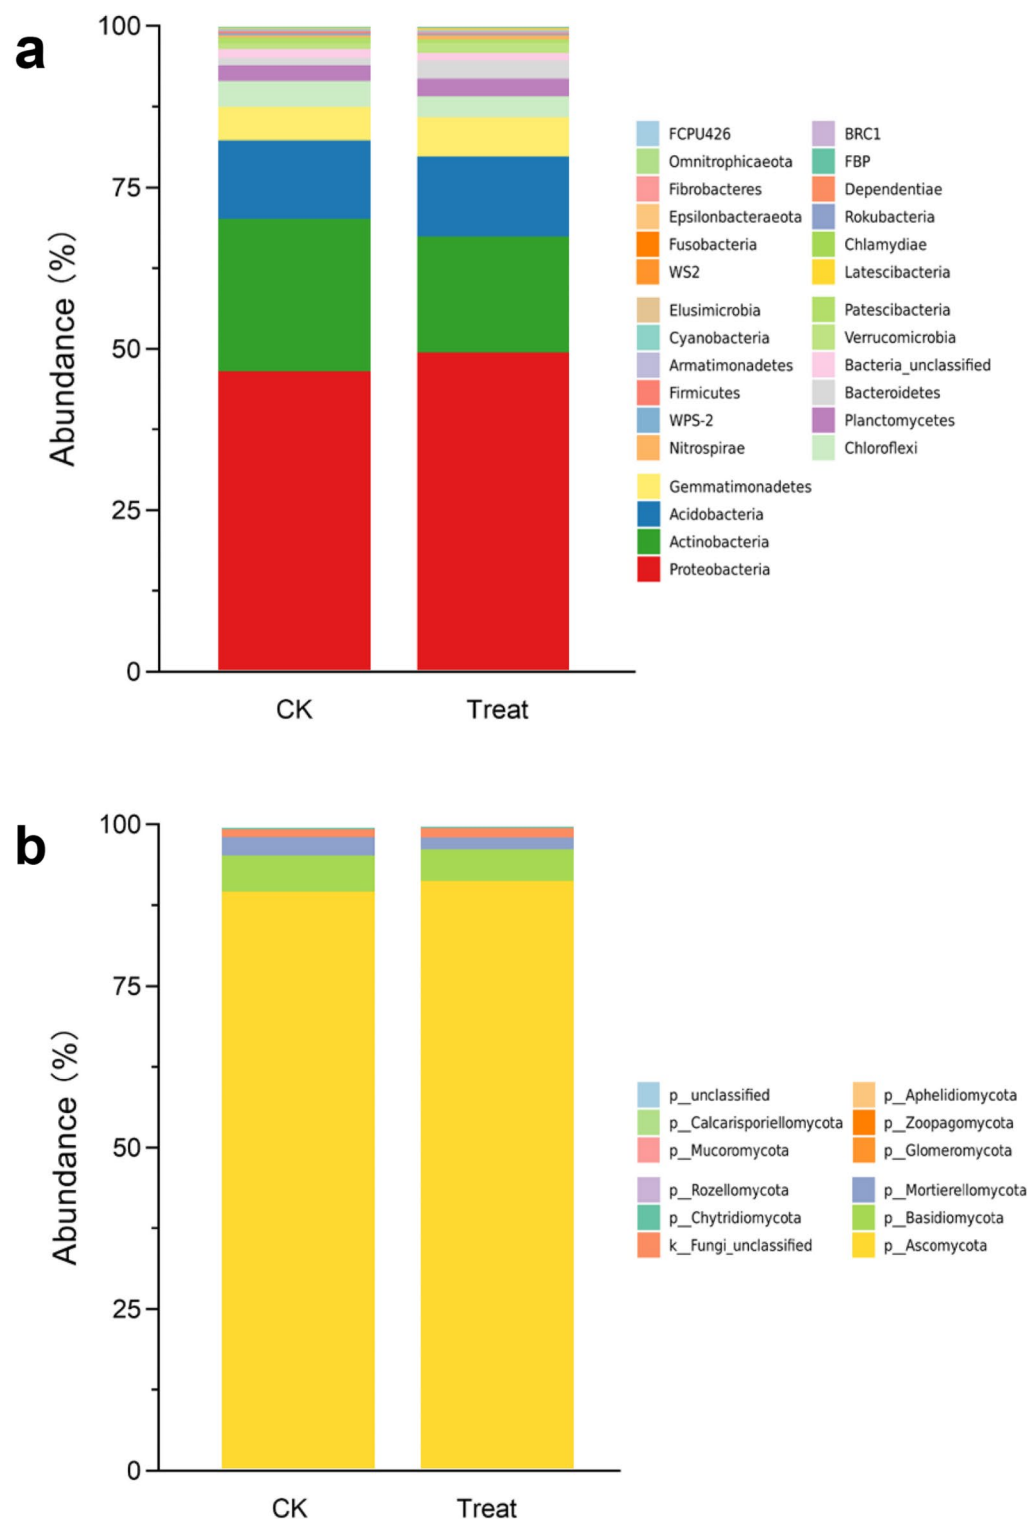 a
Abundance (%)
100
75
50
25
0
CK
Treat
FCPU426
Omnitrophicaeota
Fibrobacteres
Epsilonbacteraeota
Fusobacteria
WS2
Elusimicrobia
Cyanobacteria
Armatimonadetes
Firmicutes
WPS-2
Nitrospirae
Gemmatimonadetes
Acidobacteria
Actinobacteria
Proteobacteria
BRC1
FBP
Dependentiae
Rokubacteria
Chlamydiae
Latescibacteria
Patescibacteria
Verrucomicrobia
Bacteria_unclassified
Bacteroidetes
Planctomycetes
Chloroflexi
b
Abundance (%)
100
75
50
25
0
CK
Treat
p__unclassified
p__Calcarisporiellomycota
p__Mucoromycota
p__Rozellomycota
p__Chytridiomycota
k__Fungi_unclassified
p__Aphelidiomycota
p__Zoopagomycota
p__Glomeromycota
p__Mortierellomycota
p__Basidiomycota
p__Ascomycota